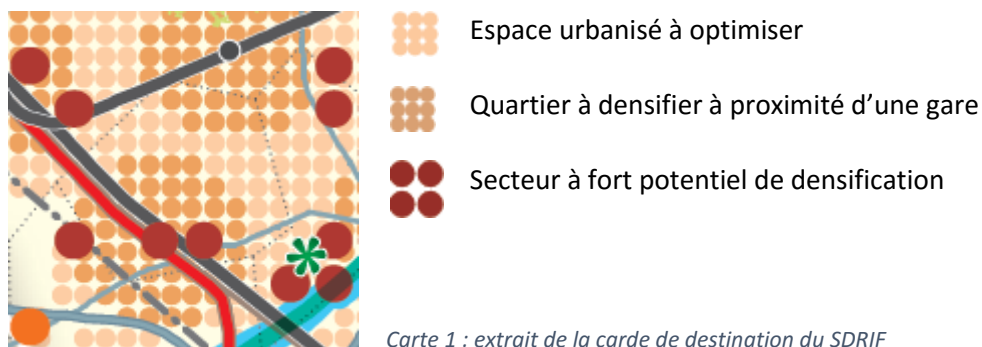 Espace urbanisé à optimiser
Quartier à densifier à proximité d’une gare
Secteur à fort potentiel de densification
Carte 1 : extrait de la carde de destination du SDRIF